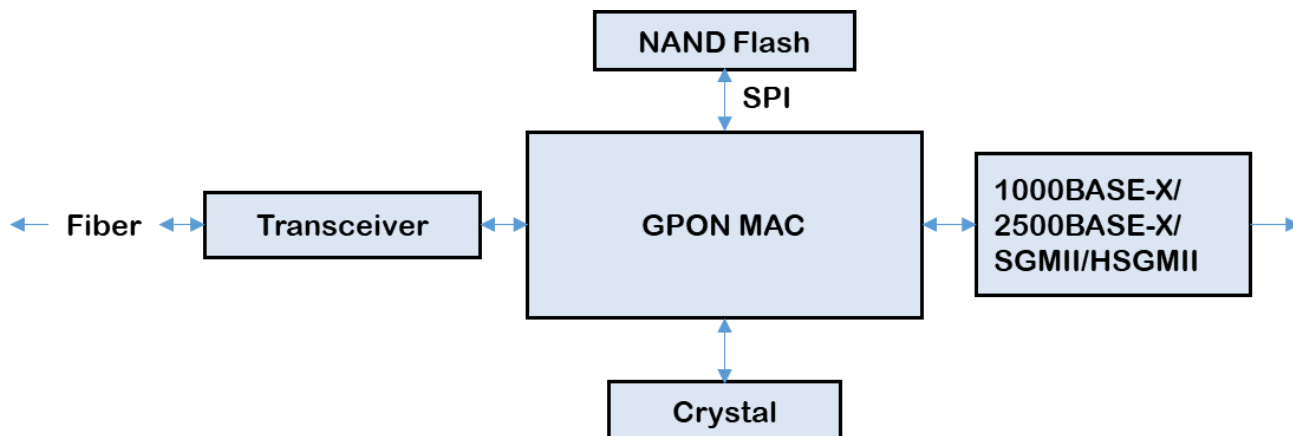 NAND Flash
SPI
Fiber
Transceiver
GPON MAC
1000BASE-X/
2500BASE-X/
SGMII/HSGMII
Crystal